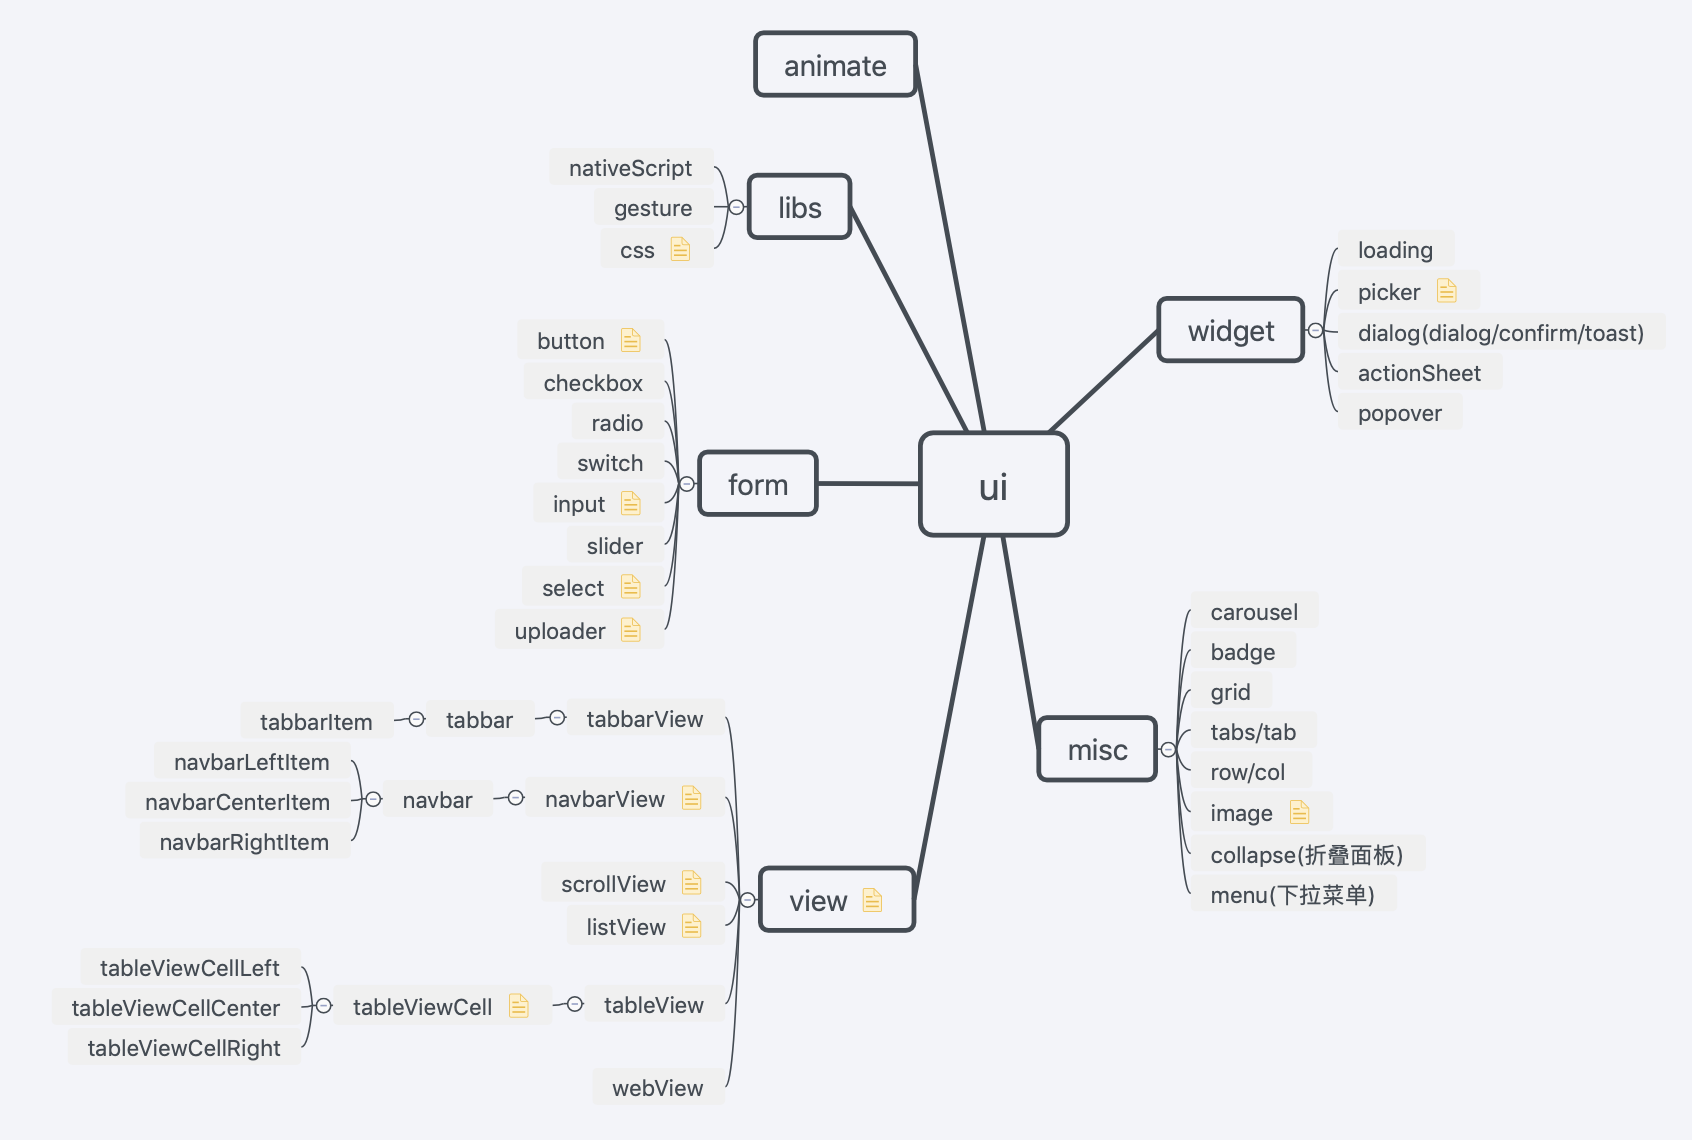 animate
nativeScript
gesture
css
libs
loading
picker
dialog(dialog/confirm/toast)
actionSheet
popover
widget
button
checkbox
radio
switch
input
slider
select
uploader
form
ui
carousel
badge
grid
tabs/tab
row/col
image
collapse(折叠面板)
menu(下拉菜单)
misc
tabbarItem
tabbar
tabbarView
navbarLeftItem
navbarCenterItem
navbarRightItem
navbar
navbarView
scrollView
listView
view
tableViewCellLeft
tableViewCellCenter
tableViewCellRight
tableViewCell
tableView
webView